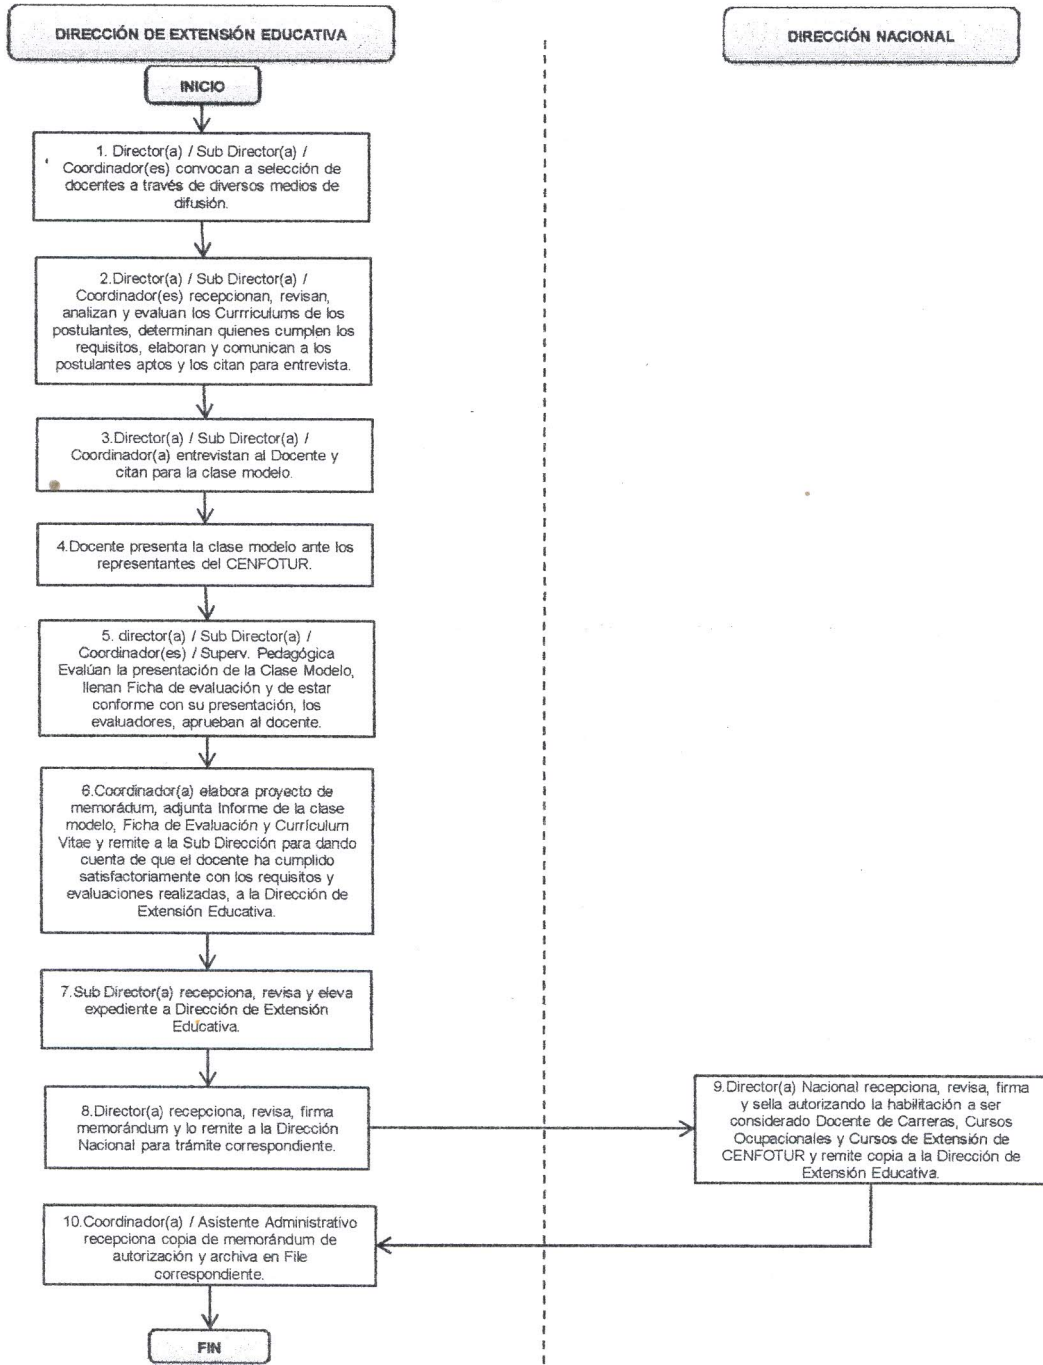 DIRECCIÓN DE EXTENSIÓN EDUCATIVA
DIRECCIÓN NACIONAL
INICIO
1. Director(a) / Sub Director(a) /
Coordinador(es) convocan a selección de
docentes a través de diversos medios de
difusión.
2.Director(a) / Sub Director(a) /
Coordinador(es) recepcionan, revisan,
analizan y evaluan los Currriculums de los
postulantes, determinan quienes cumplen los
requisitos, elaboran y comunican a los
postulantes aptos y los citan para entrevista.
3.Director(a) / Sub Director(a) /
Coordinador(a) entrevistan al Docente y
citan para la clase modelo.
4.Docente presenta la clase modelo ante los
representantes del CENFOTUR.
5. director(a) / Sub Director(a) /
Coordinador(es) / Superv. Pedagógica
Evalúan la presentación de la Clase Modelo,
llenan Ficha de evaluación y de estar
conforme con su presentación, los
evaluadores, aprueban al docente.
6.Coordinador(a) elabora proyecto de
memorádum, adjunta Informe de la clase
modelo, Ficha de Evaluación y Currículum
Vitae y remite a la Sub Dirección para dando
cuenta de que el docente ha cumplido
satisfactoriamente con los requisitos y
evaluaciones realizadas, a la Dirección de
Extensión Educativa.
7.Sub Director(a) recepciona, revisa y eleva
expediente a Dirección de Extensión
Educativa.
8.Director(a) recepciona, revisa, firma
memorándum y lo remite a la Dirección
Nacional para trámite correspondiente.
9.Director(a) Nacional recepciona, revisa, firma
y sella autorizando la habilitación a ser
considerado Docente de Carreras, Cursos
Ocupacionales y Cursos de Extensión de
CENFOTUR y remite copia a la Dirección de
Extensión Educativa.
10.Coordinador(a) / Asistente Administrativo
recepciona copia de memorándum de
autorización y archiva en File
correspondiente.
FIN